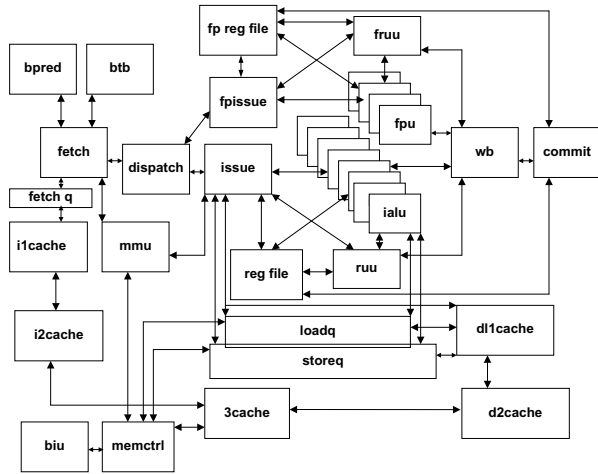 fp reg file
fruu
bpred
btb
fpissue
fpu
fetch
dispatch
issue
wb
commit
fetch q
ialu
i1cache
mmu
reg file
ruu
i2cache
loadq
dl1cache
storeq
3cache
d2cache
biu
memctrl